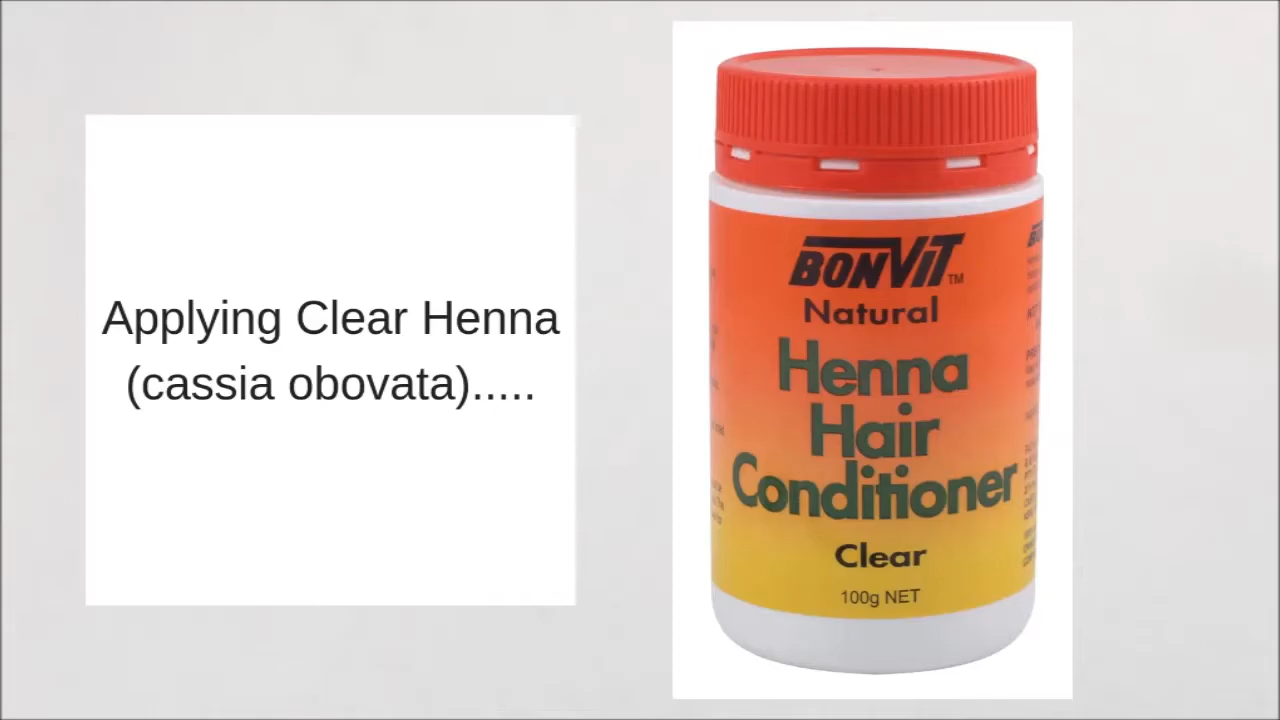 Applying Clear Henna
(cassia obovata).....
BONVIT™
Natural
Henna
Hair
Conditioner
Clear
100g NET